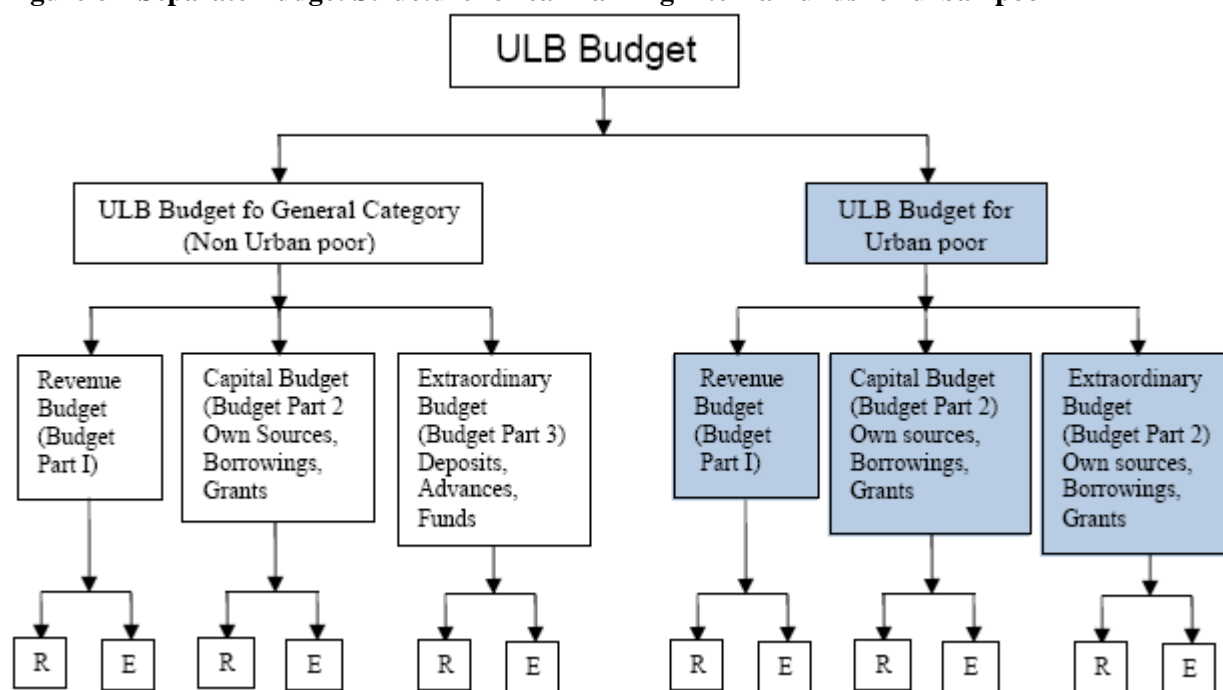 ULB Budget
ULB Budget fo General Category
(Non Urban poor)
ULB Budget for
Urban poor
Revenue
Budget
(Budget
Part I)
Capital Budget
(Budget Part 2
Own Sources,
Borrowings,
Grants
Extraordinary
Budget
(Budget Part 3)
Deposits,
Advances,
Funds
Revenue
Budget
(Budget
Part I)
Capital Budget
(Budget Part 2)
Own sources,
Borrowings,
Grants
Extraordinary
Budget
(Budget Part 2)
Own sources,
Borrowings,
Grants
R
E
R
E
R
E
R
E
R
E
R
E